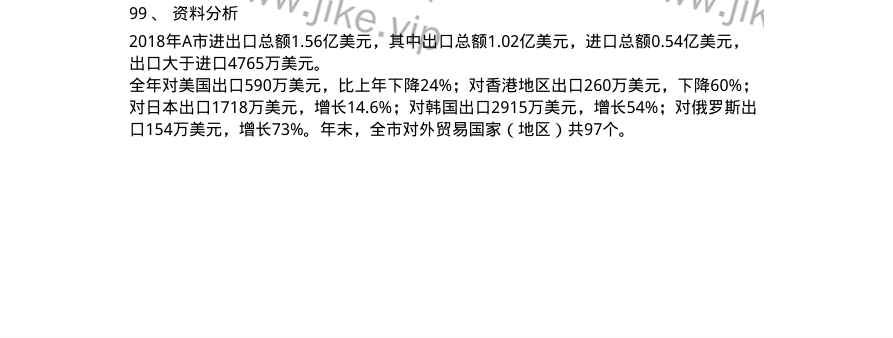 99 、 资料分析
www.jike.vip
2018年A市进出口总额1.56亿美元，其中出口总额1.02亿美元，进口总额0.54亿美元，
出口大于进口4765万美元。
全年对美国出口590万美元，比上年下降24%；对香港地区出口260万美元，下降60%；
对日本出口1718万美元，增长14.6%；对韩国出口2915万美元，增长54%；对俄罗斯出
口154万美元，增长73%。年末，全市对外贸易国家（地区）共97个。